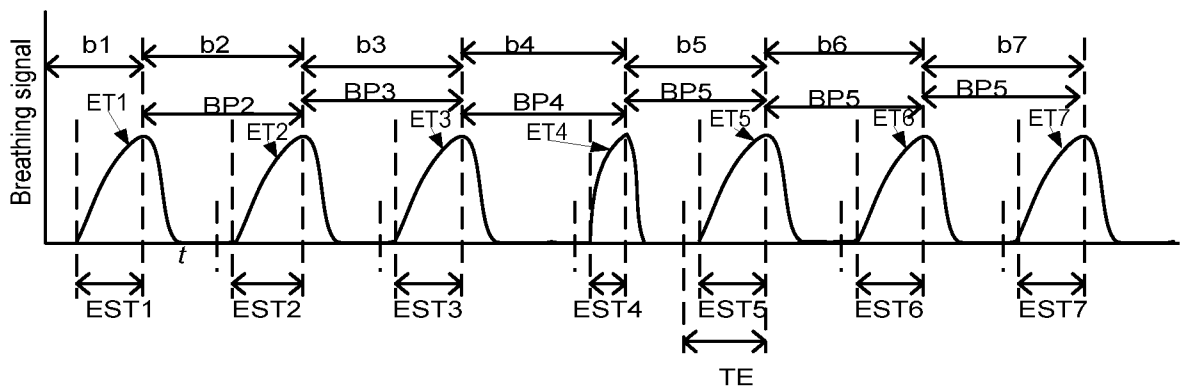 b1 b2 b3 b4 b5 b6 b7
BP2 BP3 BP4 BP5 BP5 BP5
ET1 ET2 ET3 ET4 ET5 ET6 ET7
Breathing signal
t
EST1 EST2 EST3 EST4 EST5 EST6 EST7
TE